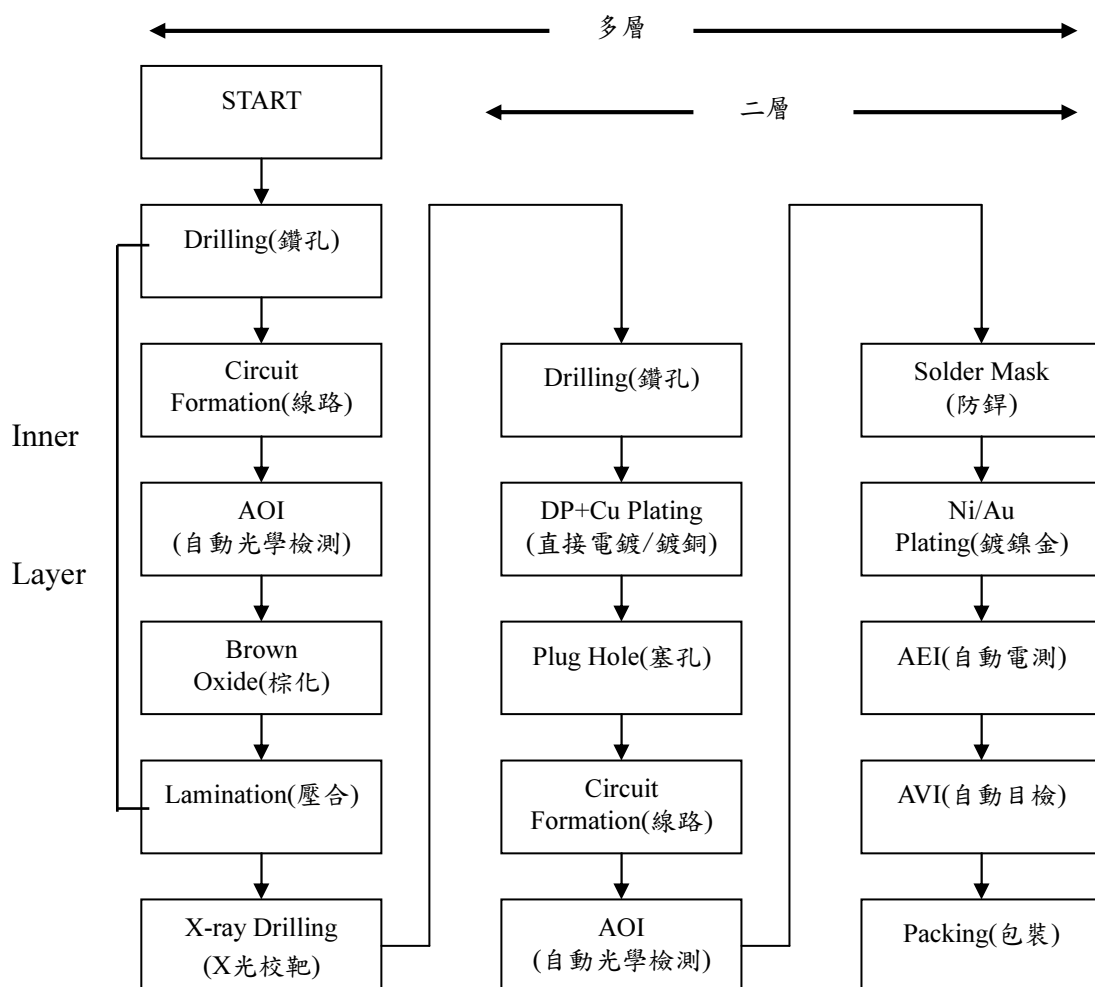 多層
二層
START
Drilling(鑽孔)
Circuit
Formation(線路)
AOI
(自動光學檢測)
Brown
Oxide(棕化)
Lamination(壓合)
X-ray Drilling
(X光校靶)
Inner
Layer
Drilling(鑽孔)
DP+Cu Plating
(直接電鍍/鍍銅)
Plug Hole(塞孔)
Circuit
Formation(線路)
AOI
(自動光學檢測)
Solder Mask
(防銲)
Ni/Au
Plating(鍍鎳金)
AEI(自動電測)
AVI(自動目檢)
Packing(包裝)